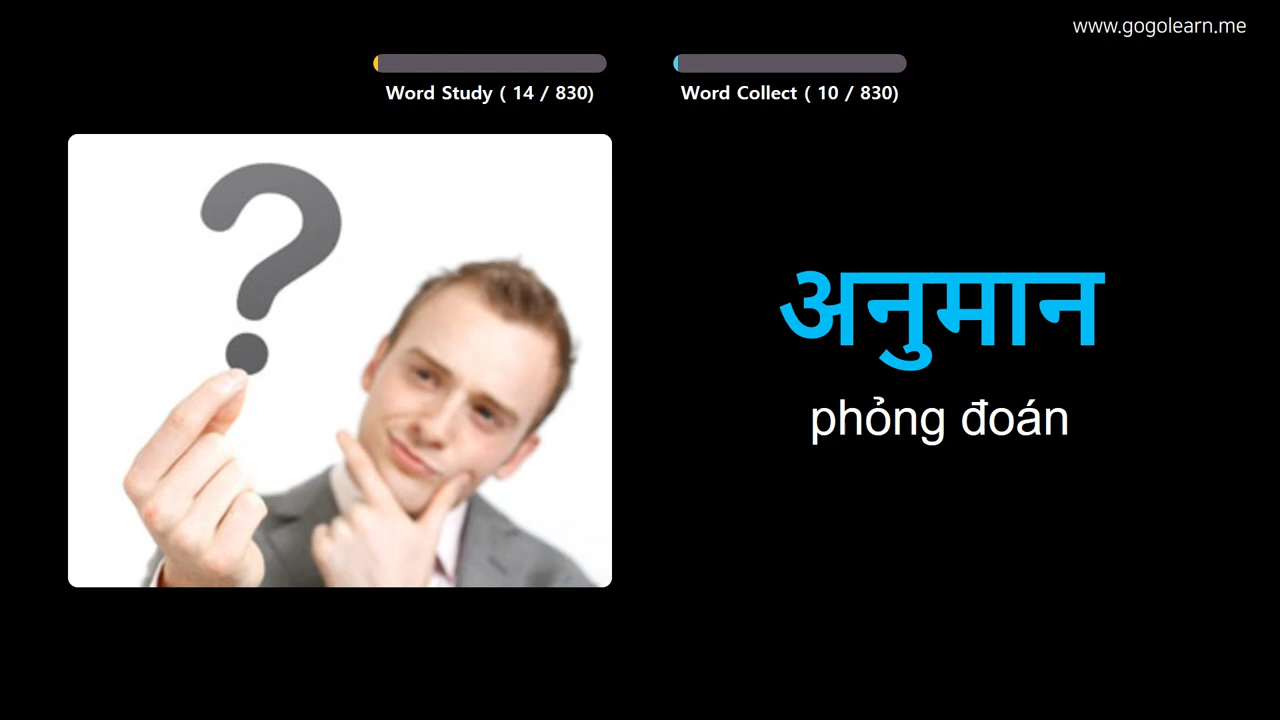 www.gogolearn.me
Word Study ( 14 / 830)
Word Collect ( 10 / 830)
?
अनुमान
phỏng đoán